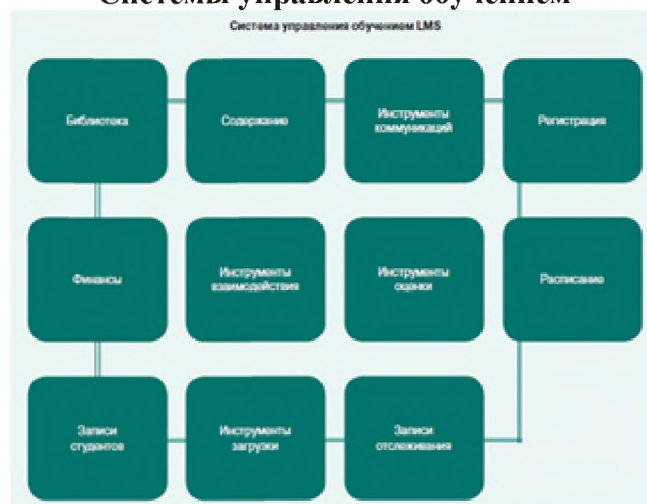 Системы управления обучением
Система управления обучением LMS
Библиотека
Содержание
Инструменты
коммуникаций
Регистрация
Финансы
Инструменты
взаимодействия
Инструменты
оценки
Расписание
Записи
студентов
Инструменты
загрузки
Записи
отслеживания